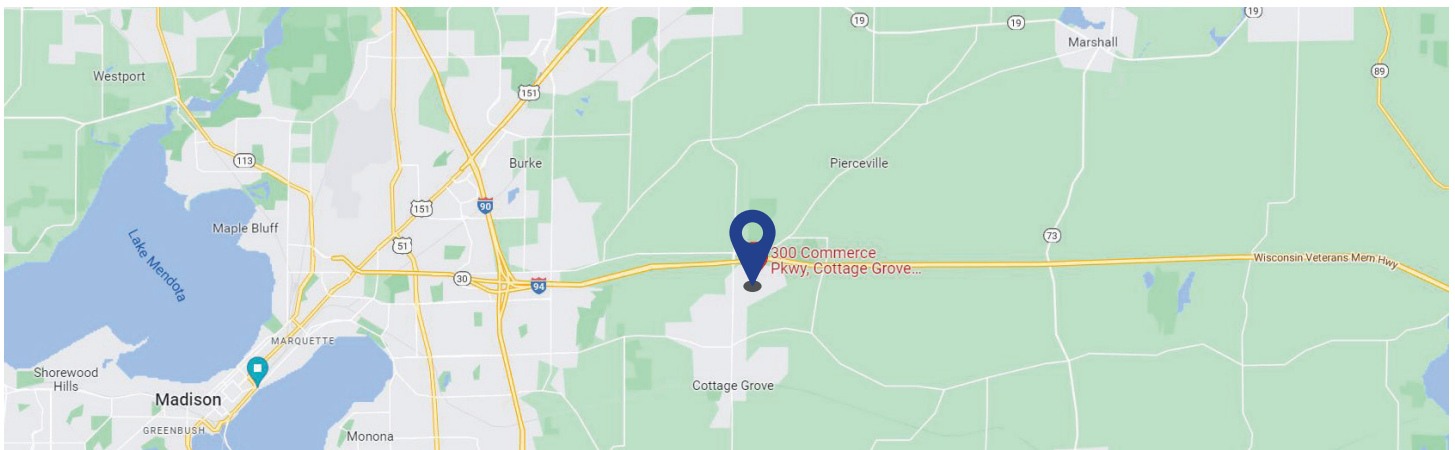 19
19
19
Marshall
Westport
89
151
113
Burke
Pierceville
90
151
Maple Bluff
73
51
Lake Mendota
300 Commerce
Pkwy, Cottage Grove...
Wisconsin Veterans Mem Hwy
30
94
MARQUETTE
Shorewood
Hills
Cottage Grove
Madison
GREENBUSH
Monona